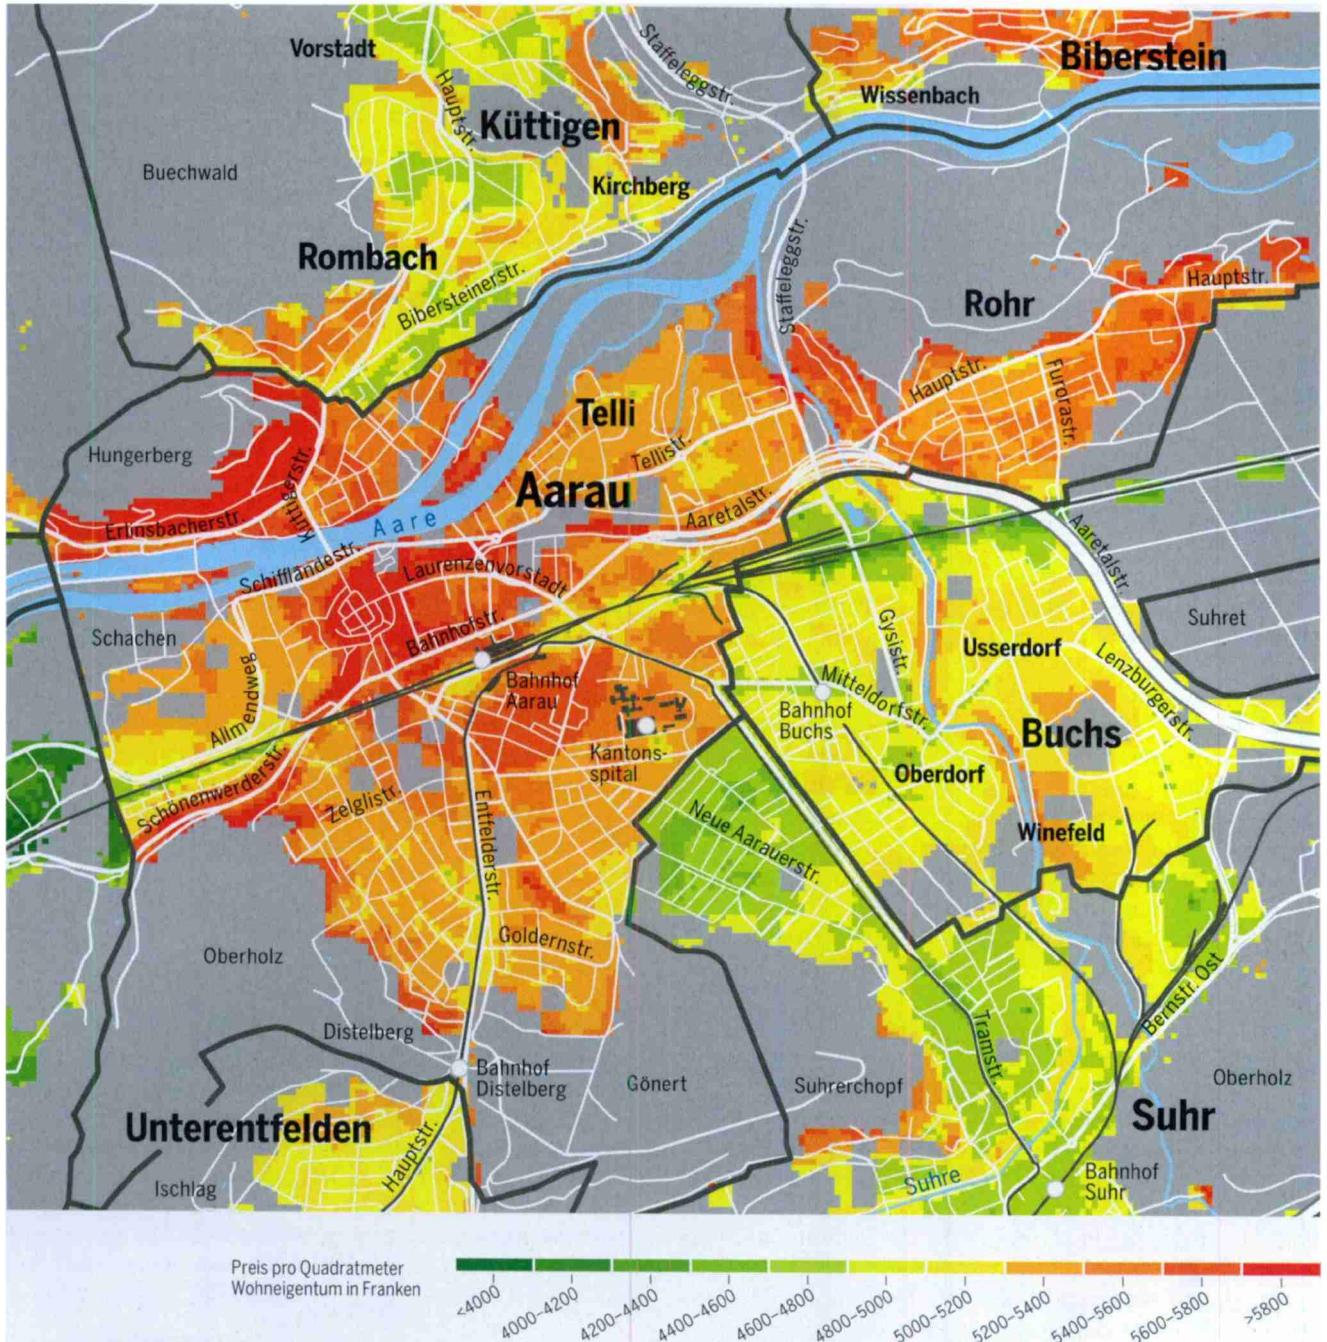 Vorstadt
Staffeleggstr.
Biberstein
Wissenbach
Hauptstr.
Küttigen
Buechwald
Kirchberg
Rombach
Bibersteinerstr.
Staffeleggstr.
Hauptstr.
Rohr
Hauptstr.
Furorastr.
Telli
Tellistr.
Hungerberg
Küttigerstr.
Aarau
Erlinsbacherstr.
Aare
Aaretalstr.
Aaretalstr.
Schifflandestr.
Laurenzenvorstadt
Schachen
Bahnhofstr.
Gysistr.
Suhret
Usserdorf
Lenzburgerstr.
Allmendweg
Bahnhof
Aarau
Mitteldorfstr.
Bahnhof
Buchs
Buchs
Kantons-
spital
Oberdorf
Schönenwerderstr.
Zelglistr.
Entfelderstr.
Neue Aarauerstr.
Winefeld
Goldernstr.
Oberholz
Bernstr. Ost
Distelberg
Tramstr.
Bahnhof
Distelberg
Gönert
Suhrerchopf
Oberholz
Unterentfelden
Hauptstr.
Suhr
Ischlag
Suhre
Bahnhof
Suhr
Preis pro Quadratmeter
Wohneigentum in Franken
<4000
4000–4200
4200–4400
4400–4600
4600–4800
4800–5000
5000–5200
5200–5400
5400–5600
5600–5800
>5800